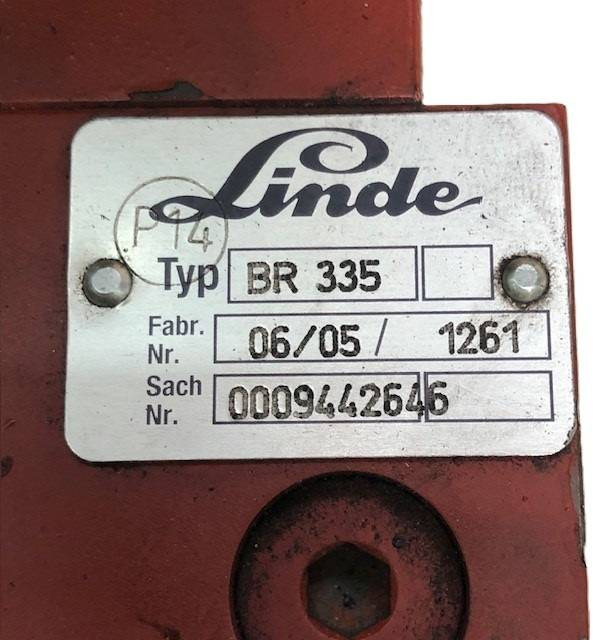 Linde
P14
Typ BR 335
Fabr. Nr. 06/05 / 1261
Sach Nr. 0009442646